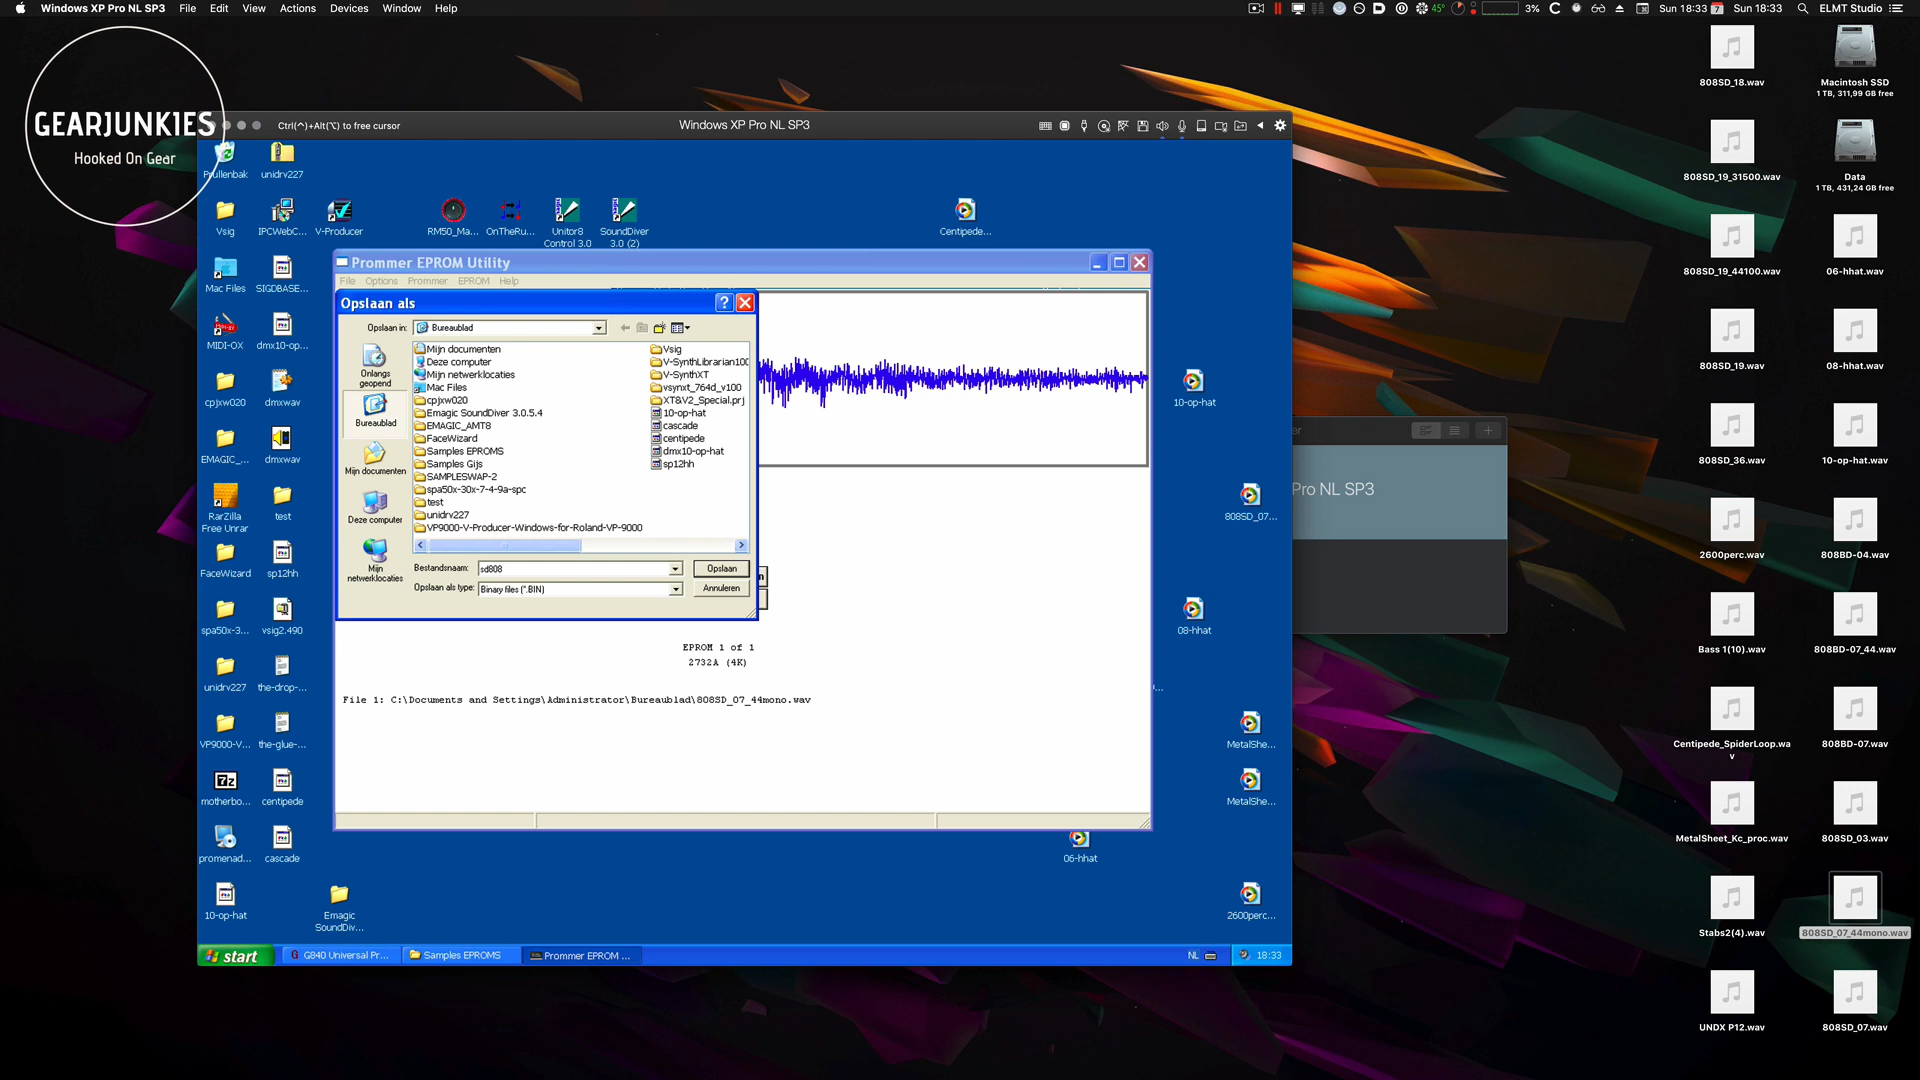 Windows XP Pro NL SP3
File
Edit
View
Actions
Devices
Window
Help
45°
3%
Sun 18:33
Sun 18:33
ELMT Studio
GEARJUNKIES
Hooked On Gear
Ctrl(^)+Alt(⌥) to free cursor
Windows XP Pro NL SP3
Prullenbak
unidrv227
Vsig
IPCWebC...
V-Producer
RM50_Ma...
OnTheRu...
Unitor8
Control 3.0
SoundDiver
3.0 (2)
Centipede...
Mac Files
SIGDBASE...
MIDI-OX
dmx10-op...
cpjxw020
dmxwav
EMAGIC_...
dmxwav
RarZilla
Free Unrar
test
FaceWizard
sp12hh
spa50x-3...
vsig2.490
unidrv227
the-drop-...
VP9000-V...
the-glue-...
motherbo...
centipede
promenad...
cascade
10-op-hat
Emagic
SoundDiv...
Prommer EPROM Utility
File
Options
Prommer
EPROM
Help
Opslaan als
Opslaan in:
Bureaublad
Onlangs
geopend
Bureaublad
Mijn documenten
Deze computer
Mijn
netwerklocaties
Mijn documenten
Deze computer
Mijn netwerklocaties
Mac Files
cpjxw020
Emagic SoundDiver 3.0.5.4
EMAGIC_AMT8
FaceWizard
Samples EPROMS
Samples Gijs
SAMPLESWAP-2
spa50x-30x-7-4-9a-spc
test
unidrv227
VP9000-V-Producer-Windows-for-Roland-VP-9000
Vsig
V-SynthLibrarian100
V-SynthXT
vsynxt_764d_v100
XT&V2_Special.prj
10-op-hat
cascade
centipede
dmx10-op-hat
sp12hh
Bestandsnaam:
sd808
Opslaan
Opslaan als type:
Binary files (*.BIN)
Annuleren
EPROM 1 of 1
2732A (4K)
File 1: C:\Documents and Settings\Administrator\Bureaublad\808SD_07_44mono.wav
10-op-hat
808SD_07...
08-hhat
MetalShe...
MetalShe...
06-hhat
2600perc...
Pro NL SP3
start
G840 Universal Pr...
Samples EPROMS
Prommer EPROM ...
NL
18:33
808SD_18.wav
Macintosh SSD
1 TB, 311,99 GB free
808SD_19_31500.wav
Data
1 TB, 431,24 GB free
808SD_19_44100.wav
06-hhat.wav
808SD_19.wav
08-hhat.wav
808SD_36.wav
10-op-hat.wav
2600perc.wav
808BD-04.wav
Bass 1(10).wav
808BD-07_44.wav
Centipede_SpiderLoop.wa
v
808BD-07.wav
MetalSheet_Kc_proc.wav
808SD_03.wav
Stabs2(4).wav
808SD_07_44mono.wav
UNDX P12.wav
808SD_07.wav